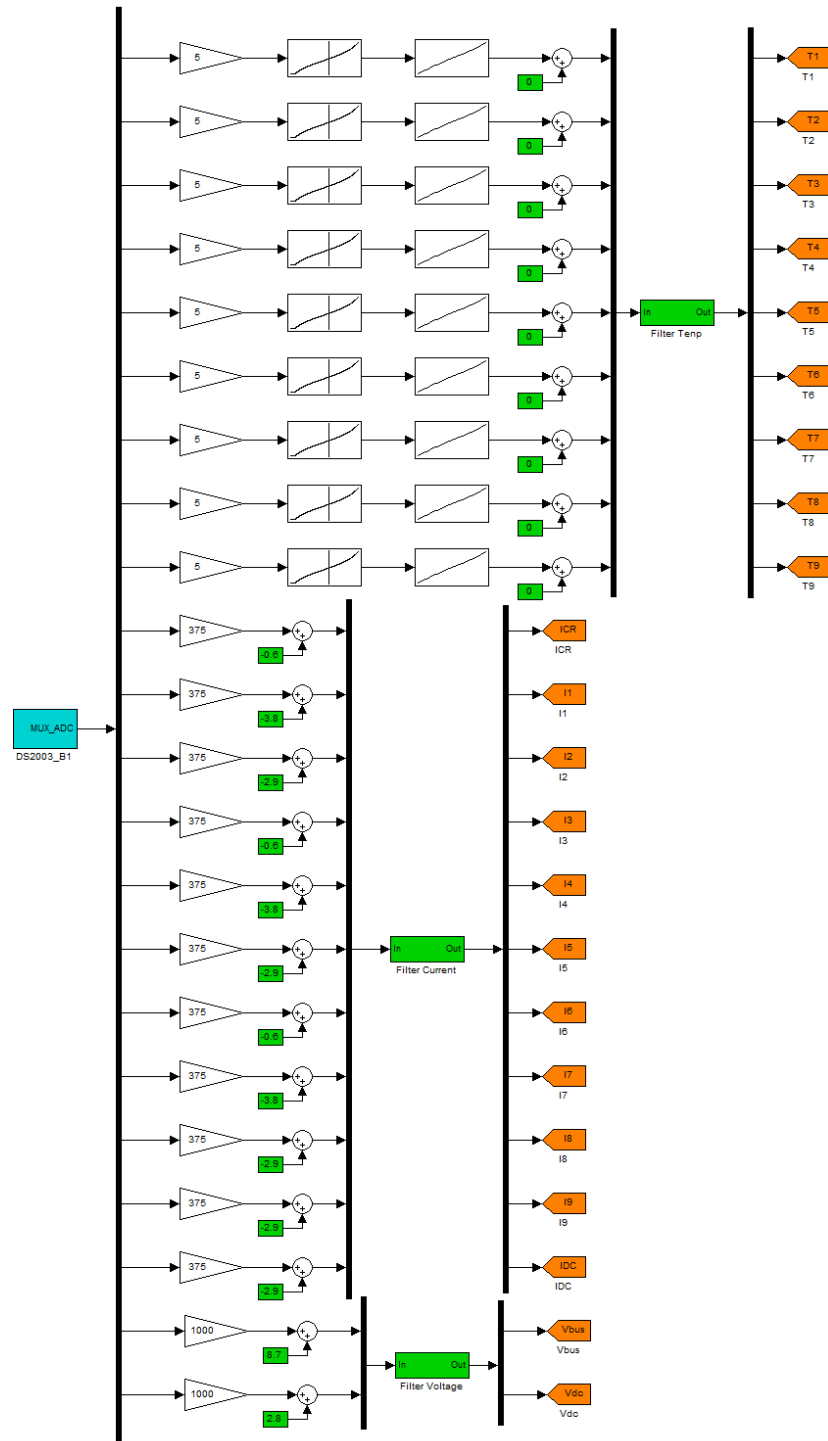 5
T1
0
T1
5
T2
0
T2
5
T3
0
T3
5
T4
0
T4
5
In Out
T5
0
Filter Tenp
T5
5
T6
0
T6
5
T7
0
T7
5
T8
0
T8
5
T9
0
T9
375
ICR
-0.6
ICR
375
I1
-3.8
I1
MUX_ADC
DS2003_B1
375
I2
-2.9
I2
375
I3
-0.6
I3
375
I4
-3.8
I4
375
In Out
I5
-2.9
Filter Current
I5
375
I6
-0.6
I6
375
I7
-3.8
I7
375
I8
-2.9
I8
375
I9
-2.9
I9
375
IDC
-2.9
IDC
1000
Vbus
8.7
Vbus
In Out
Filter Voltage
1000
Vdc
2.8
Vdc